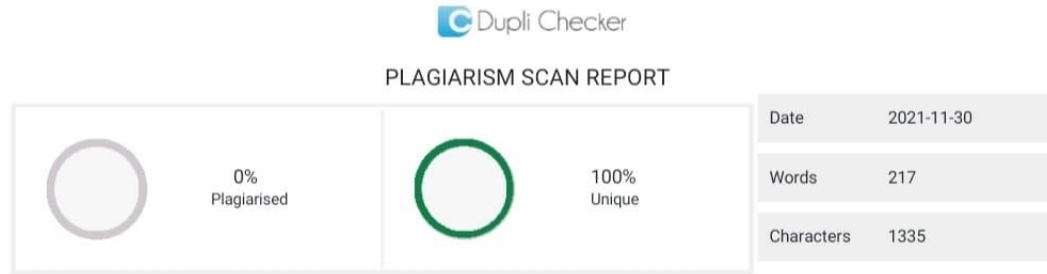 Dupli Checker
PLAGIARISM SCAN REPORT
0%
Plagiarised
100%
Unique
Date 2021-11-30
Words 217
Characters 1335